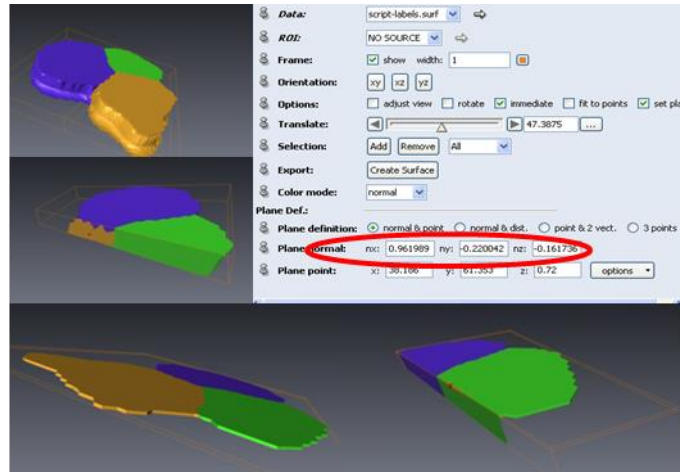 Data: script-labels.surf
ROI: NO SOURCE
Frame: show width: 1
Orientation: xy xz yz
Options: adjust view rotate immediate fit to points set pla
Translate: 47.3875 ...
Selection: Add Remove All
Export: Create Surface
Color mode: normal
Plane Def.:
Plane definition: normal & point normal & dist. point & 2 vect. 3 points
Plane normal: nx: 0.961989 ny: -0.220042 nz: -0.161736
Plane point: x: 38.186 y: 61.353 z: 0.72 options